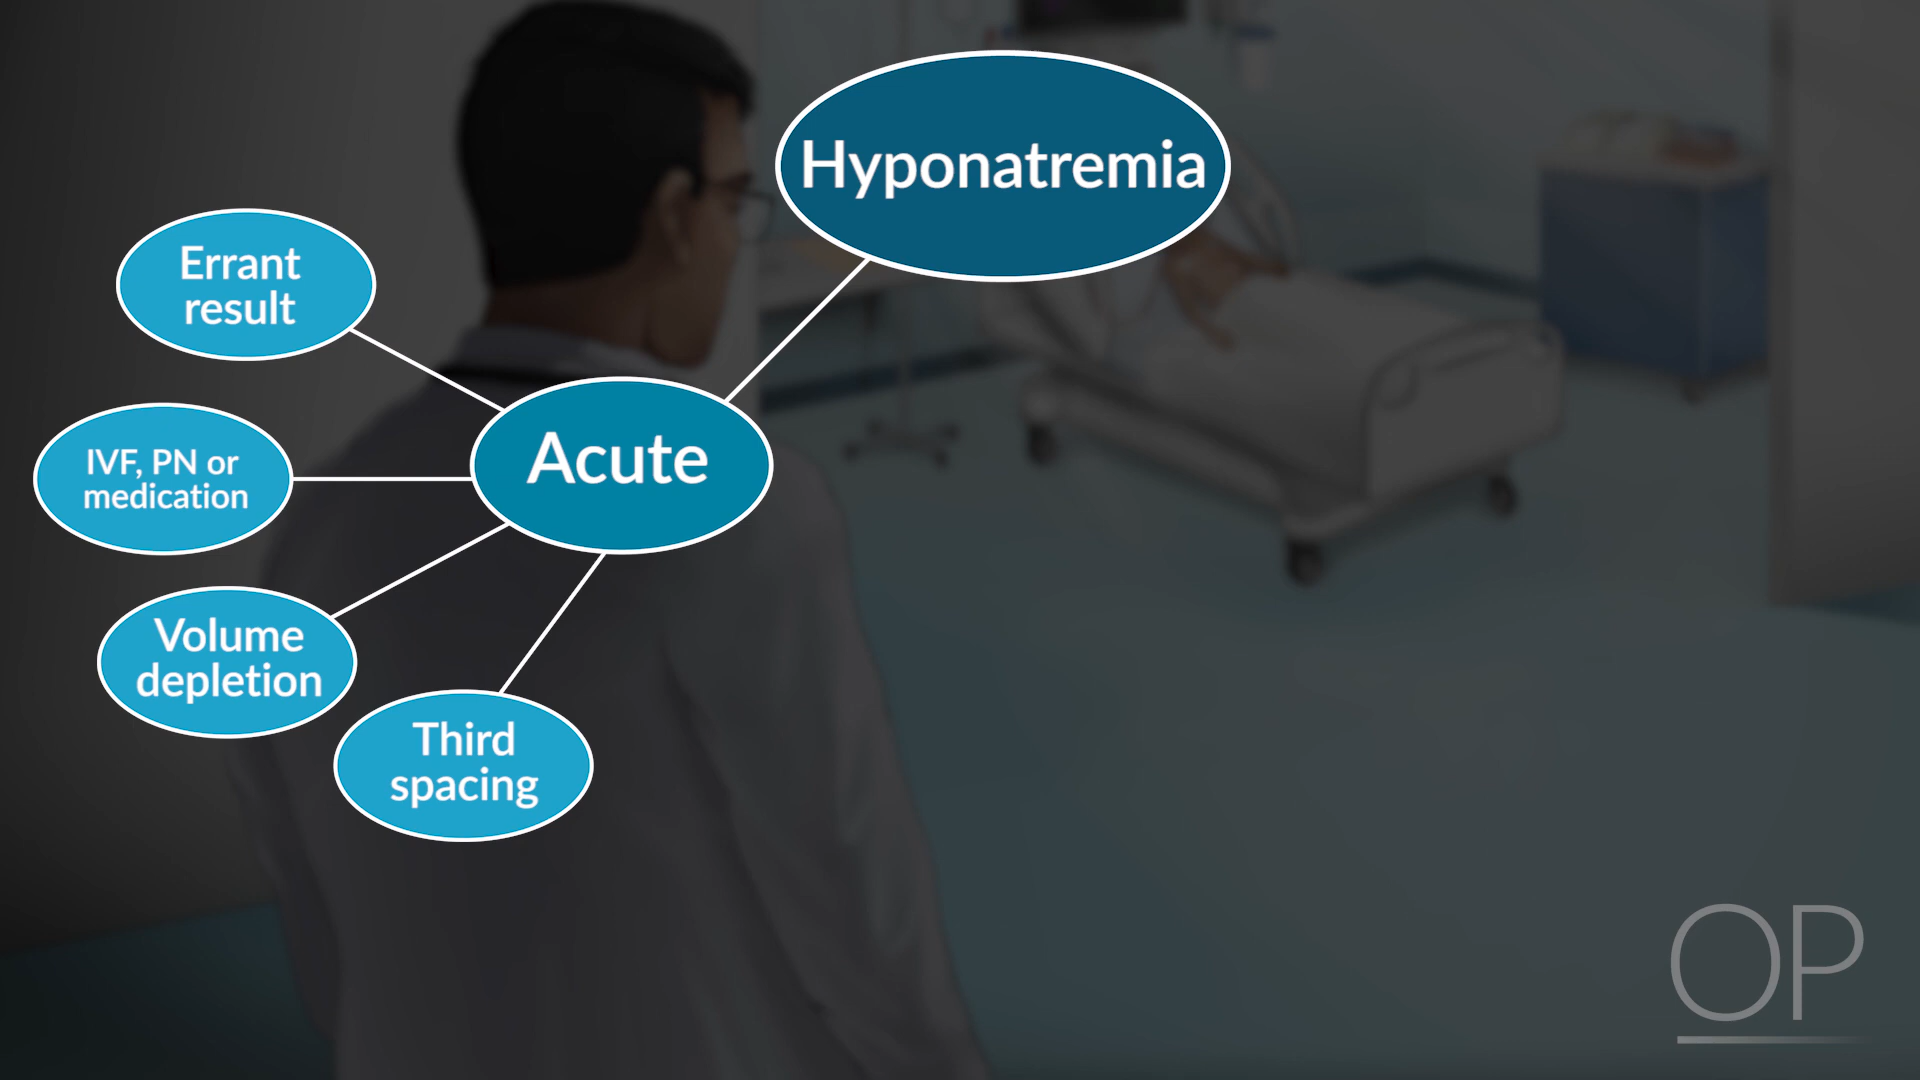 Hyponatremia
Errant
result
Acute
IVF, PN or
medication
Volume
depletion
Third
spacing
OP